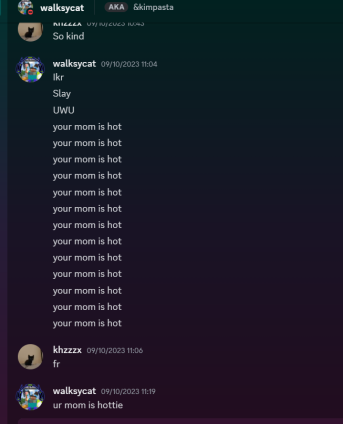 walksycat AKA &kimpasta
khzzzx 09/10/2023 10:43
So kind
walksycat 09/10/2023 11:04
Ikr
Slay
UWU
your mom is hot
your mom is hot
your mom is hot
your mom is hot
your mom is hot
your mom is hot
your mom is hot
your mom is hot
your mom is hot
your mom is hot
your mom is hot
your mom is hot
your mom is hot
khzzzx 09/10/2023 11:06
fr
walksycat 09/10/2023 11:19
ur mom is hottie